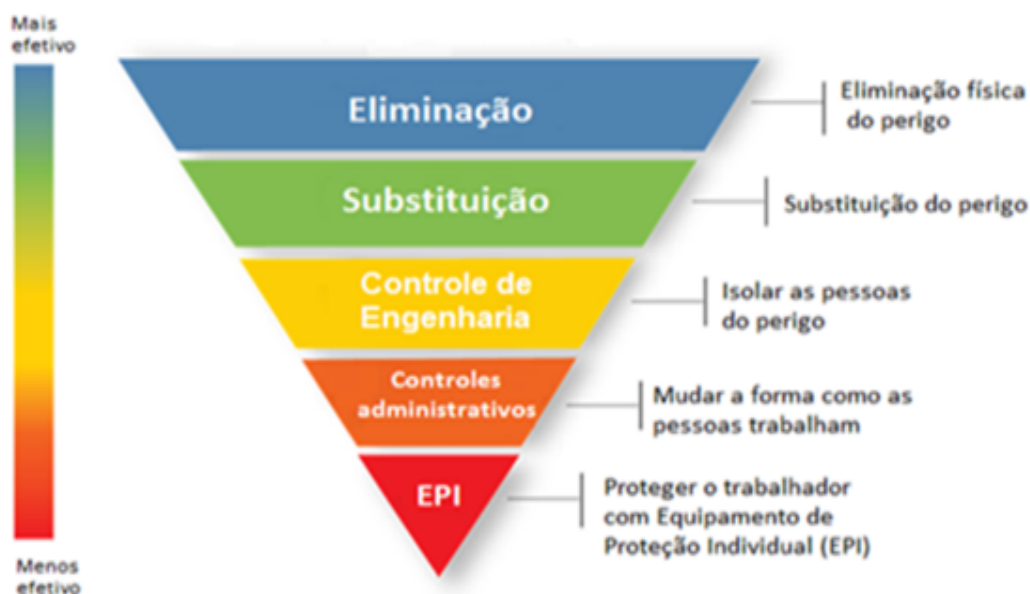 Mais
efetivo
Eliminação
Eliminação física
do perigo
Substituição
Substituição do perigo
Controle de
Engenharia
Isolar as pessoas
do perigo
Controles
administrativos
Mudar a forma como as
pessoas trabalham
EPI
Proteger o trabalhador
com Equipamento de
Proteção Individual (EPI)
Menos
efetivo